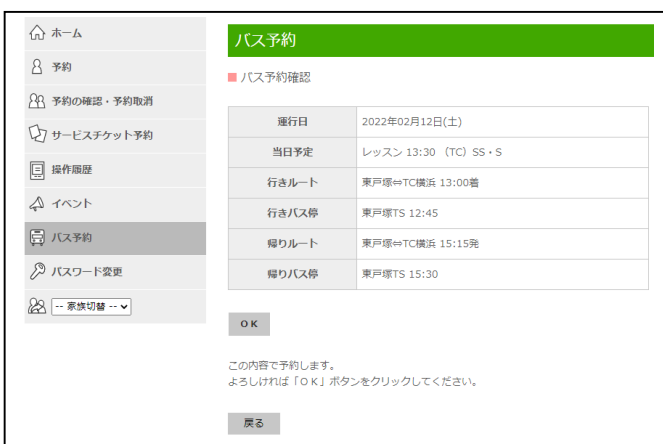 ホーム
予約
予約の確認・予約取消
サービスチケット予約
操作履歴
イベント
バス予約
パスワード変更
-- 家族切替 --
バス予約
バス予約確認
運行日 2022年02月12日(土)
当日予定 レッスン 13:30 （TC）SS・S
行きルート 東戸塚⇔TC横浜 13:00着
行きバス停 東戸塚TS 12:45
帰りルート 東戸塚⇔TC横浜 15:15発
帰りバス停 東戸塚TS 15:30
ＯＫ
この内容で予約します。
よろしければ「ＯＫ」ボタンをクリックしてください。
戻る